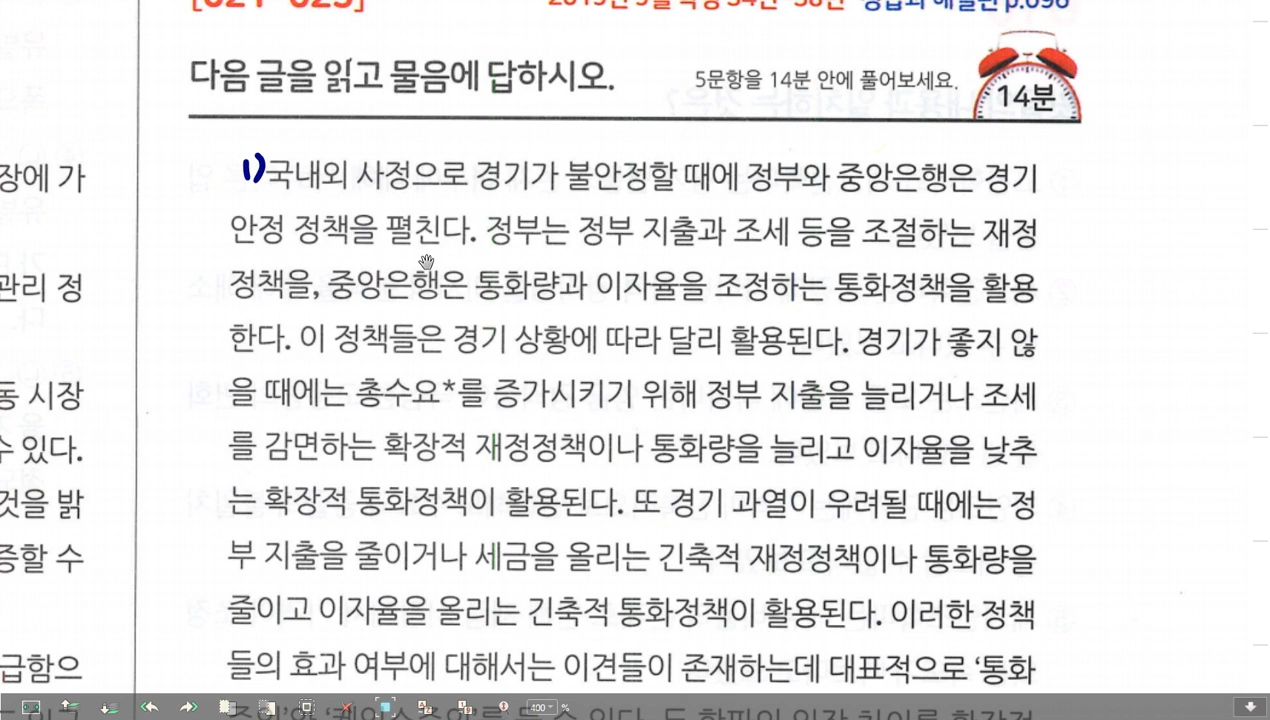 다음 글을 읽고 물음에 답하시오.
5문항을 14분 안에 풀어보세요.
14분
1) 국내외 사정으로 경기가 불안정할 때에 정부와 중앙은행은 경기
안정 정책을 펼친다. 정부는 정부 지출과 조세 등을 조절하는 재정
정책을, 중앙은행은 통화량과 이자율을 조정하는 통화정책을 활용
한다. 이 정책들은 경기 상황에 따라 달리 활용된다. 경기가 좋지 않
을 때에는 총수요*를 증가시키기 위해 정부 지출을 늘리거나 조세
를 감면하는 확장적 재정정책이나 통화량을 늘리고 이자율을 낮추
는 확장적 통화정책이 활용된다. 또 경기 과열이 우려될 때에는 정
부 지출을 줄이거나 세금을 올리는 긴축적 재정정책이나 통화량을
줄이고 이자율을 올리는 긴축적 통화정책이 활용된다. 이러한 정책
들의 효과 여부에 대해서는 이견들이 존재하는데 대표적으로 ‘통화
장에 가
관리 정
동 시장
수 있다.
것을 밝
증할 수
급함으
400 %